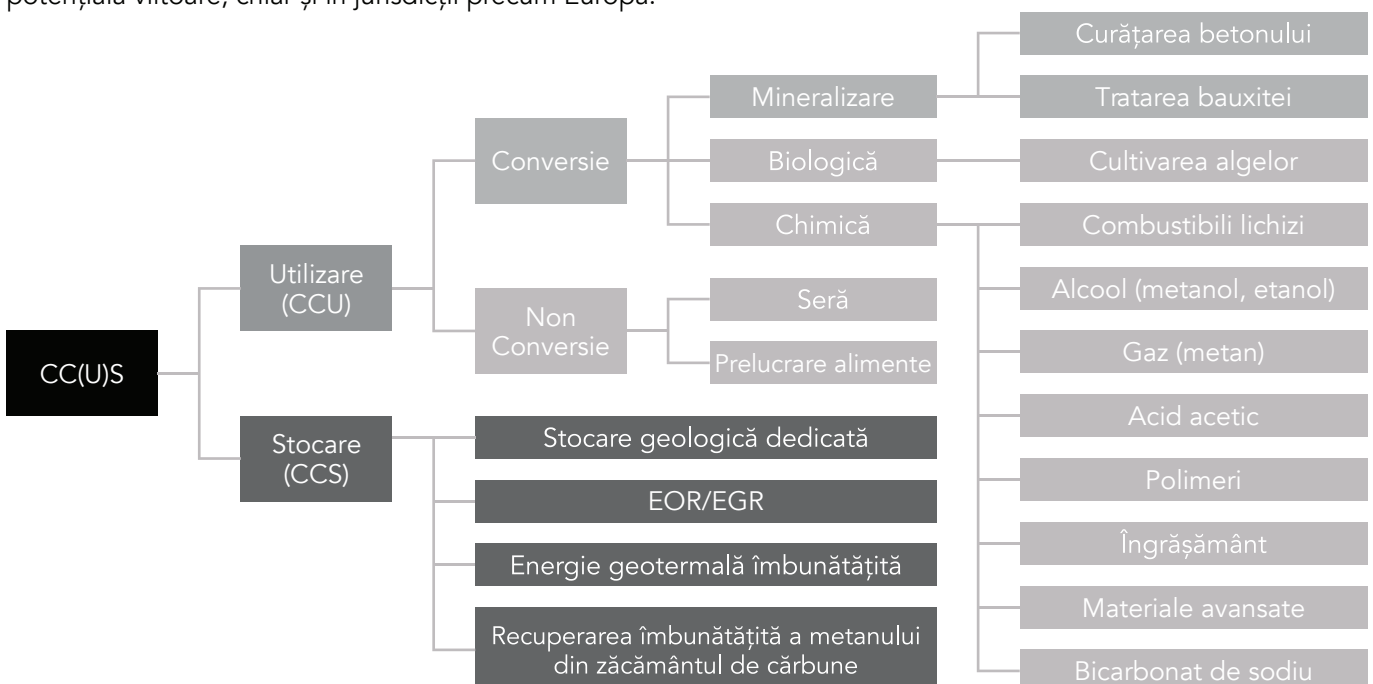 potențiala viitoare, chiar și în jurisdicții precum Europa.
CC(U)S
Utilizare
(CCU)
Stocare
(CCS)
Conversie
Non
Conversie
Mineralizare
Biologică
Chimică
Seră
Prelucrare alimente
Stocare geologică dedicată
EOR/EGR
Energie geotermală îmbunătățită
Recuperarea îmbunătățită a metanului
din zăcământul de cărbune
Curățarea betonului
Tratarea bauxitei
Cultivarea algelor
Combustibili lichizi
Alcool (metanol, etanol)
Gaz (metan)
Acid acetic
Polimeri
Îngrășământ
Materiale avansate
Bicarbonat de sodiu